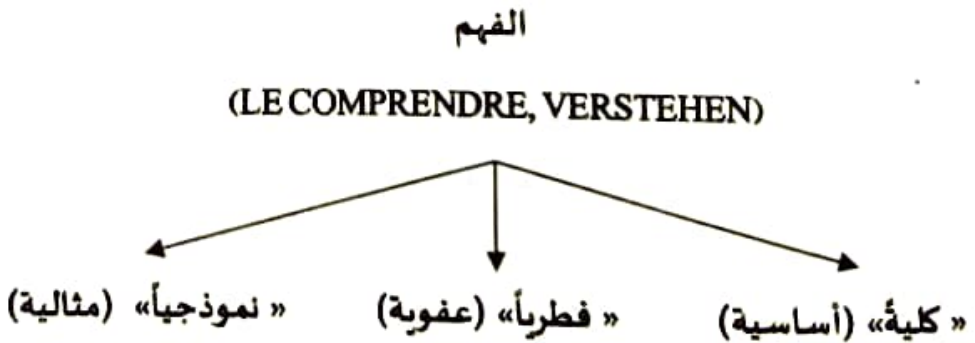 الفهم
(LE COMPRENDRE, VERSTEHEN)
« كليةً» (أساسية) « فطرياً» (عفوية) « نموذجياً» (مثالية)